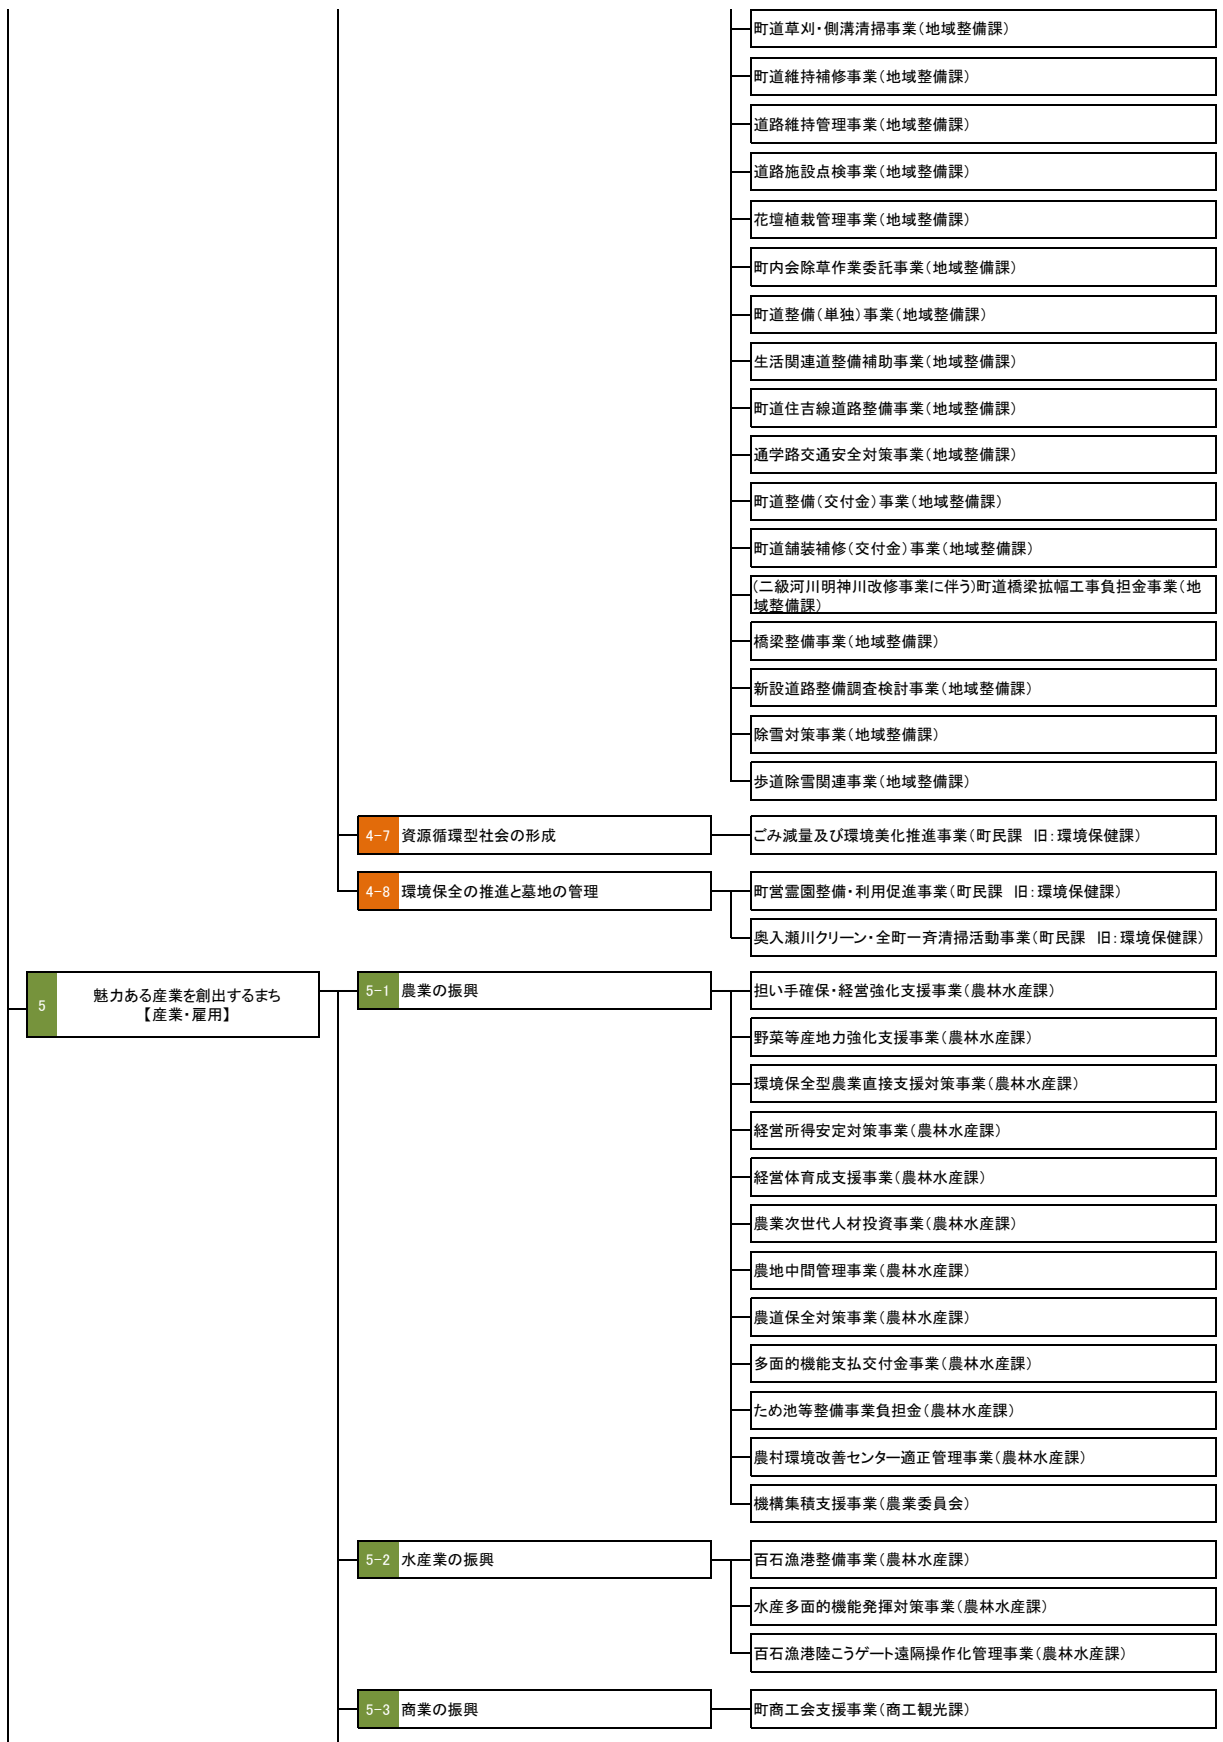 町道草刈・側溝清掃事業(地域整備課)
町道維持補修事業(地域整備課)
道路維持管理事業(地域整備課)
道路施設点検事業(地域整備課)
花壇植栽管理事業(地域整備課)
町内会除草作業委託事業(地域整備課)
町道整備(単独)事業(地域整備課)
生活関連道整備補助事業(地域整備課)
町道住吉線道路整備事業(地域整備課)
通学路交通安全対策事業(地域整備課)
町道整備(交付金)事業(地域整備課)
町道舗装補修(交付金)事業(地域整備課)
(二級河川明神川改修事業に伴う)町道橋梁拡幅工事負担金事業(地
域整備課)
橋梁整備事業(地域整備課)
新設道路整備調査検討事業(地域整備課)
除雪対策事業(地域整備課)
歩道除雪関連事業(地域整備課)
4-7 資源循環型社会の形成
ごみ減量及び環境美化推進事業(町民課 旧:環境保健課)
4-8 環境保全の推進と墓地の管理
町営霊園整備・利用促進事業(町民課 旧:環境保健課)
奥入瀬川クリーン・全町一斉清掃活動事業(町民課 旧:環境保健課)
5 魅力ある産業を創出するまち
【産業・雇用】
5-1 農業の振興
担い手確保・経営強化支援事業(農林水産課)
野菜等産地力強化支援事業(農林水産課)
環境保全型農業直接支援対策事業(農林水産課)
経営所得安定対策事業(農林水産課)
経営体育成支援事業(農林水産課)
農業次世代人材投資事業(農林水産課)
農地中間管理事業(農林水産課)
農道保全対策事業(農林水産課)
多面的機能支払交付金事業(農林水産課)
ため池等整備事業負担金(農林水産課)
農村環境改善センター適正管理事業(農林水産課)
機構集積支援事業(農業委員会)
5-2 水産業の振興
百石漁港整備事業(農林水産課)
水産多面的機能発揮対策事業(農林水産課)
百石漁港陸こうゲート遠隔操作化管理事業(農林水産課)
5-3 商業の振興
町商工会支援事業(商工観光課)